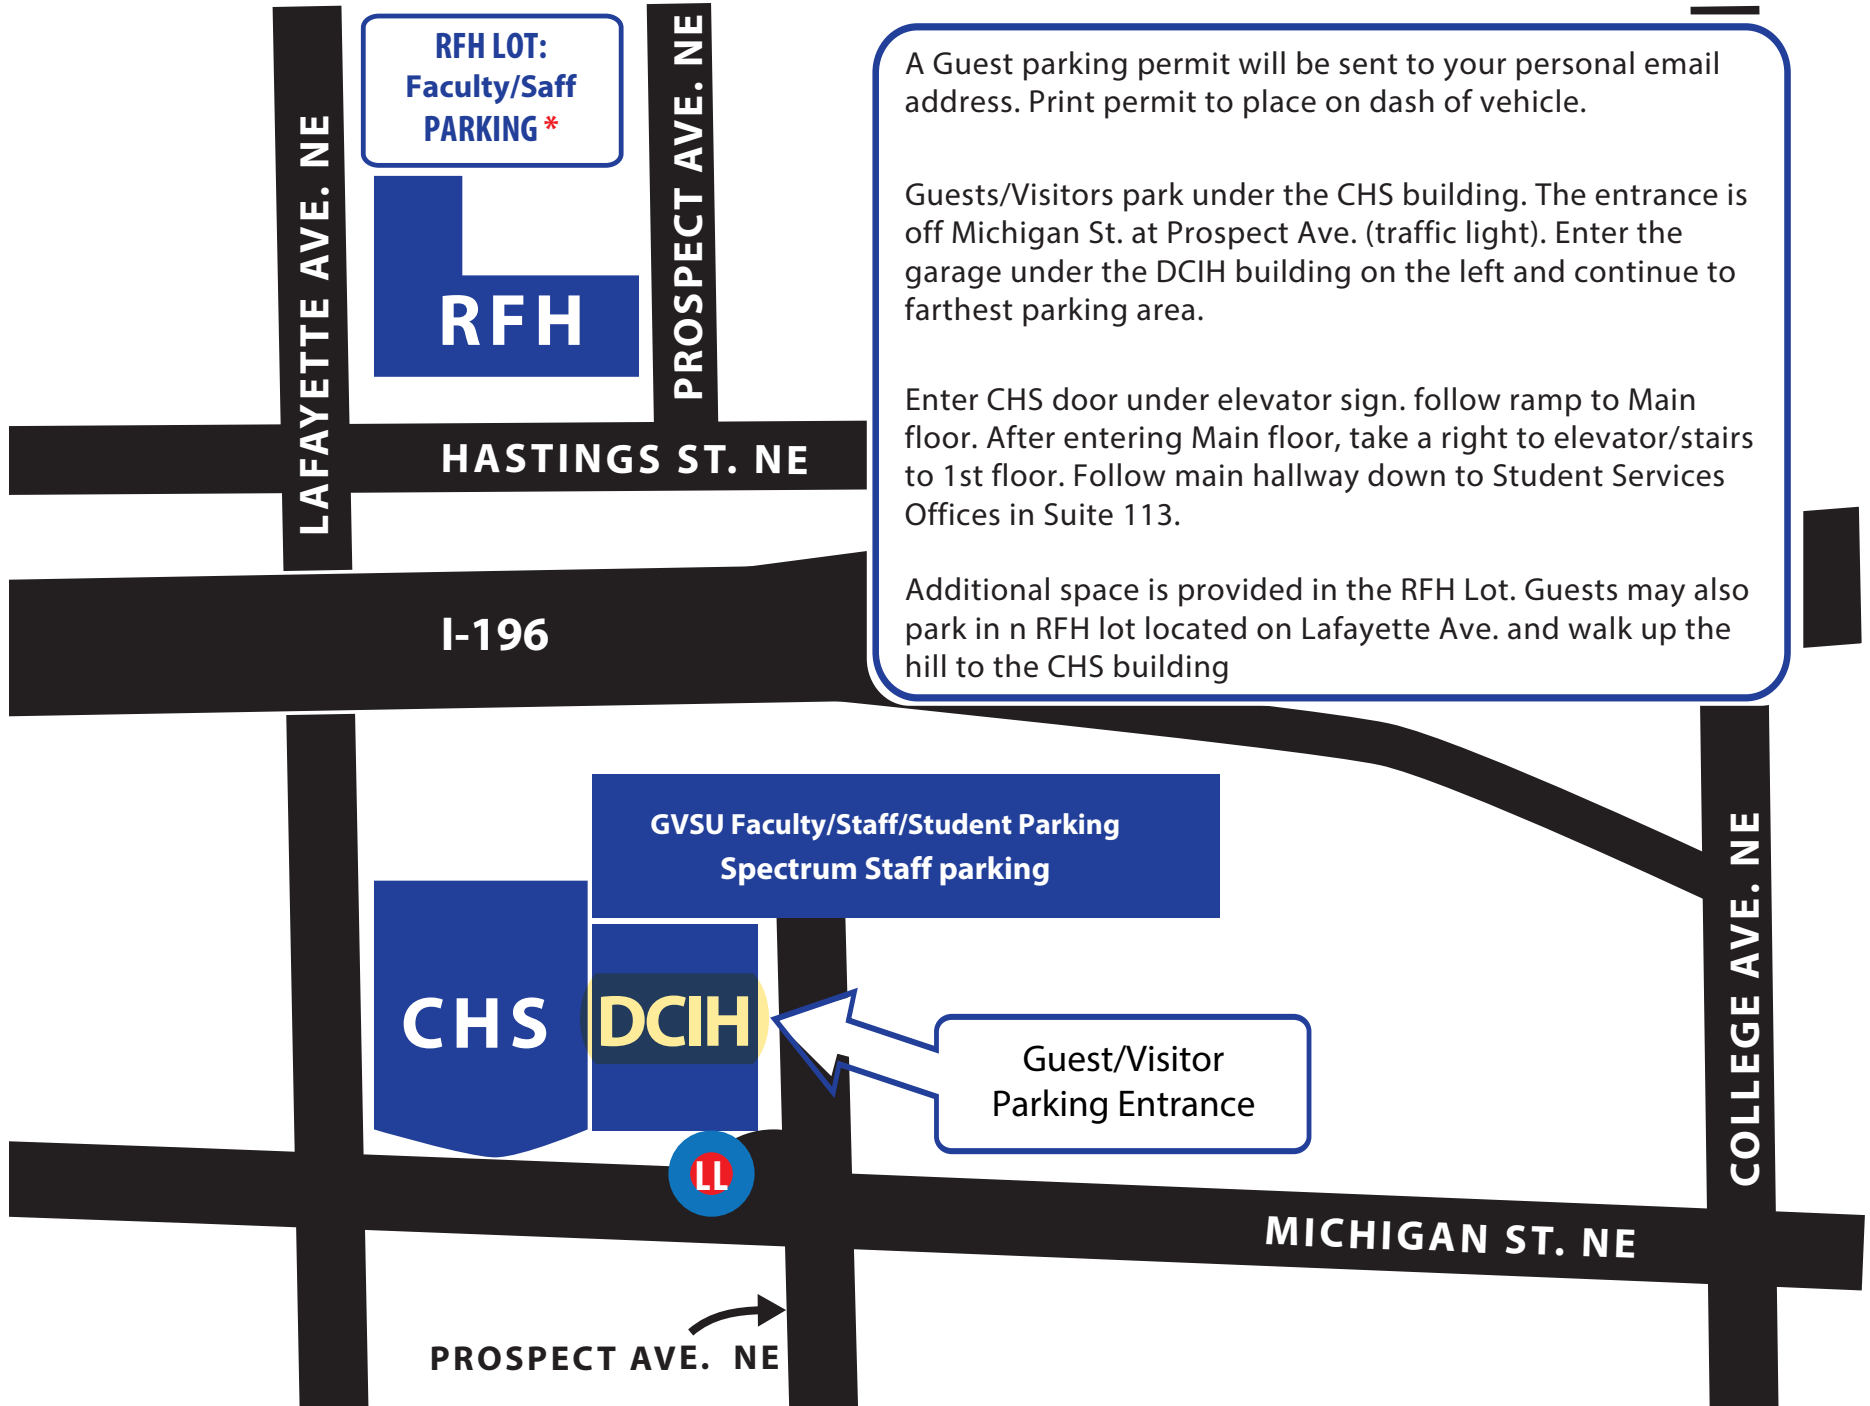 RFH LOT:
Faculty/Saff
PARKING *
LAFAYETTE AVE. NE
PROSPECT AVE. NE
RFH
HASTINGS ST. NE
I-196
A Guest parking permit will be sent to your personal email
address. Print permit to place on dash of vehicle.
Guests/Visitors park under the CHS building. The entrance is
off Michigan St. at Prospect Ave. (traffic light). Enter the
garage under the DCIH building on the left and continue to
farthest parking area.
Enter CHS door under elevator sign. follow ramp to Main
floor. After entering Main floor, take a right to elevator/stairs
to 1st floor. Follow main hallway down to Student Services
Offices in Suite 113.
Additional space is provided in the RFH Lot. Guests may also
park in n RFH lot located on Lafayette Ave. and walk up the
hill to the CHS building
GVSU Faculty/Staff/Student Parking
Spectrum Staff parking
CHS
DCIH
Guest/Visitor
Parking Entrance
COLLEGE AVE. NE
LL
MICHIGAN ST. NE
PROSPECT AVE. NE